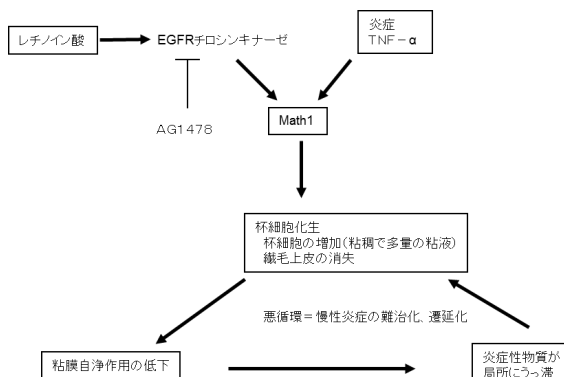 レチノイン酸
EGFRチロシンキナーゼ
炎症
TNF－α
AG1478
Math1
杯細胞化生
杯細胞の増加(粘稠で多量の粘液)
繊毛上皮の消失
悪循環＝慢性炎症の難治化、遷延化
粘膜自浄作用の低下
炎症性物質が
局所にうっ滞